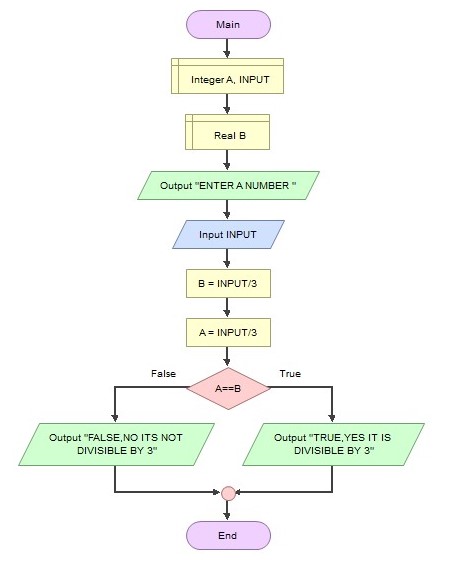 Main
Integer A, INPUT
Real B
Output "ENTER A NUMBER "
Input INPUT
B = INPUT/3
A = INPUT/3
False
True
A==B
Output "FALSE,NO ITS NOT
DIVISIBLE BY 3"
Output "TRUE,YES IT IS
DIVISIBLE BY 3"
End